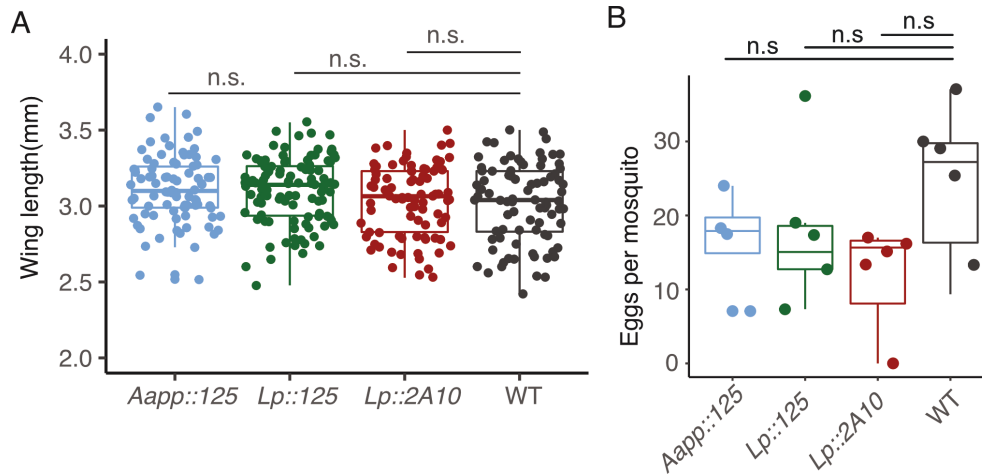 A
n.s.
n.s.
n.s.
Wing length(mm)
4.0
3.5
3.0
2.5
2.0
Aapp::125
Lp::125
Lp::2A10
WT
B
n.s
n.s
n.s
Eggs per mosquito
30
20
10
0
Aapp::125
Lp::125
Lp::2A10
WT